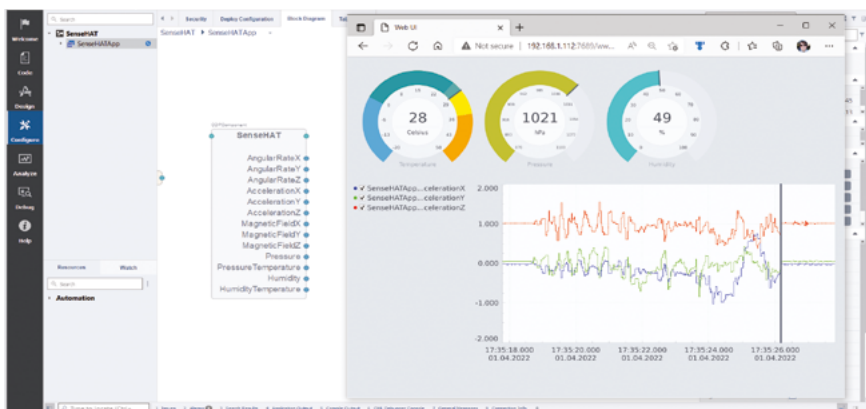 Search
SenseHAT
SenseHATApp
Welcome
Code
Design
Configure
Analyze
Debug
Help
Resources
Watch
Search
Automation
Security
Deploy Configuration
Block Diagram
SenseHAT
SenseHATApp
SenseHAT
AngularRateX
AngularRateY
AngularRateZ
AccelerationX
AccelerationY
AccelerationZ
MagneticFieldX
MagneticFieldY
MagneticFieldZ
Pressure
PressureTemperature
Humidity
HumidityTemperature
Web UI
Not secure
192.168.1.112:7685/ww...
28
Celsius
Temperature
1021
hPa
Pressure
49
%
Humidity
SenseHATApp...celerationX
SenseHATApp...celerationY
SenseHATApp...celerationZ
2.000
1.000
0.000
-1.000
-2.000
17:35:18.000 17:35:20.000 17:35:22.000 17:35:24.000 17:35:26.000
01.04.2022 01.04.2022 01.04.2022 01.04.2022 01.04.2022